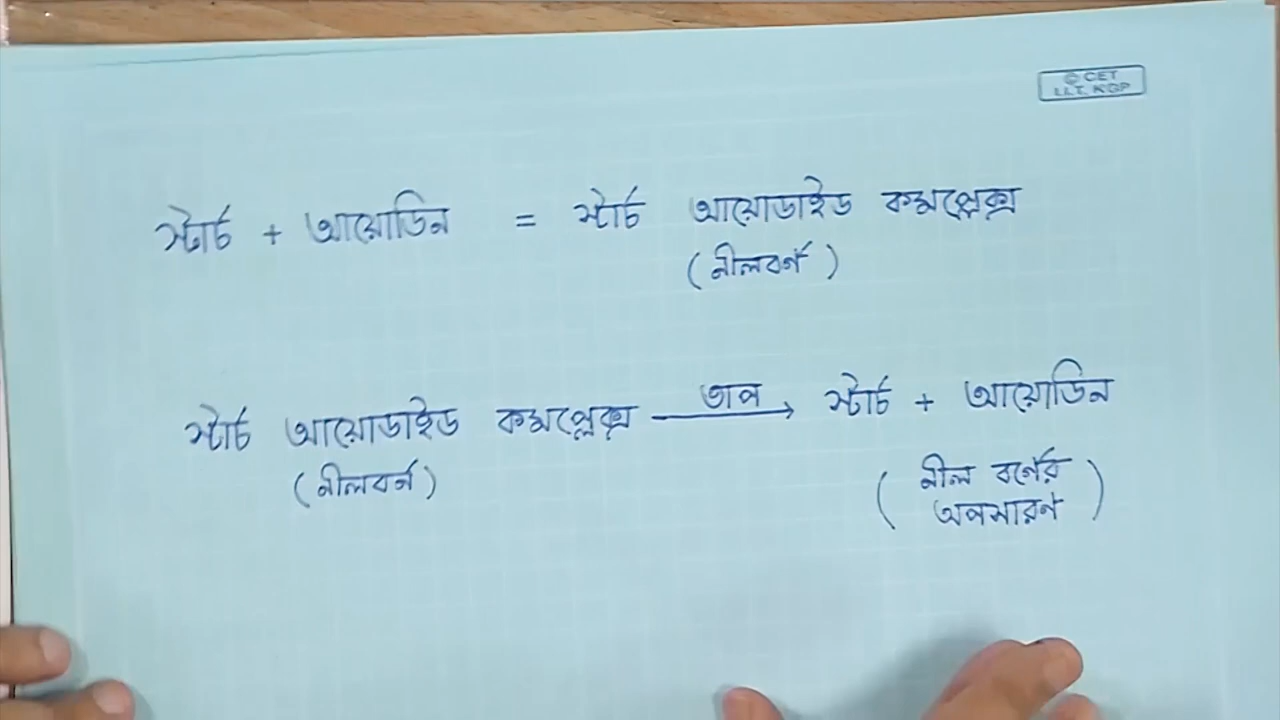 © CET
I.I.T. KGP
স্টার্চ + আয়োডিন = স্টার্চ আয়োডাইড কমপ্লেক্স
(নীলবর্ণ)
স্টার্চ আয়োডাইড কমপ্লেক্স তাপ → স্টার্চ + আয়োডিন
(নীলবর্ণ)
(নীল বর্ণের
অপসারণ)